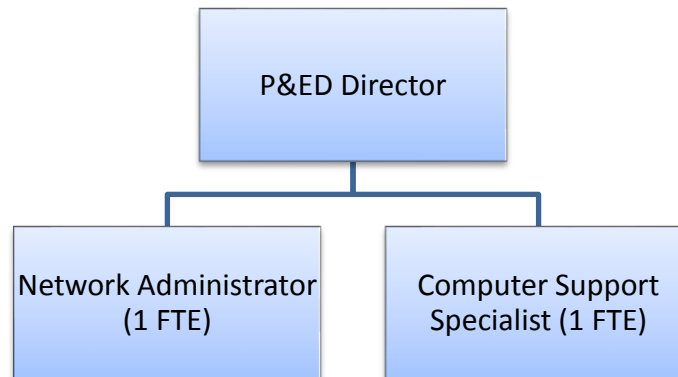 P&ED Director
Network Administrator
(1 FTE)
Computer Support
Specialist (1 FTE)